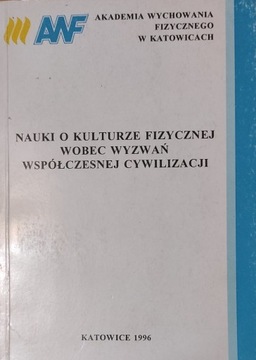 AWF
AKADEMIA WYCHOWANIA
FIZYCZNEGO
W KATOWICACH
NAUKI O KULTURZE FIZYCZNEJ
WOBEC WYZWAŃ
WSPÓŁCZESNEJ CYWILIZACJI
KATOWICE 1996